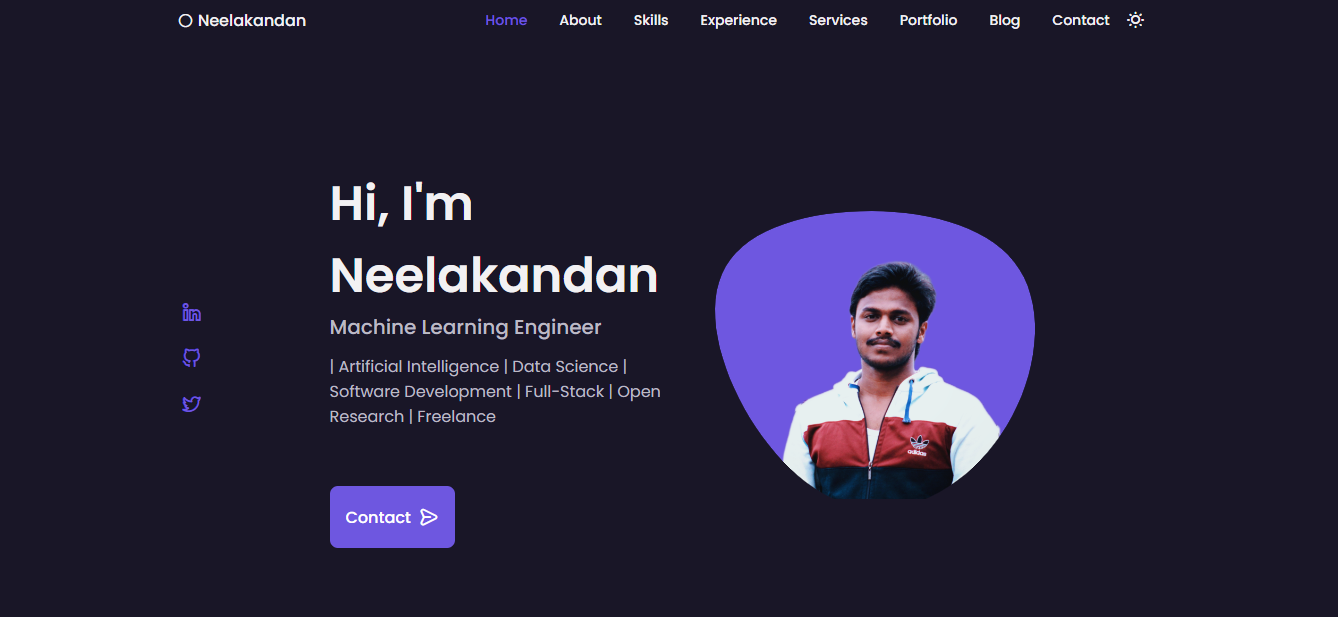 Neelakandan
Home About Skills Experience Services Portfolio Blog Contact
Hi, I'm
Neelakandan
Machine Learning Engineer
| Artificial Intelligence | Data Science |
Software Development | Full-Stack | Open
Research | Freelance
Contact
adidas